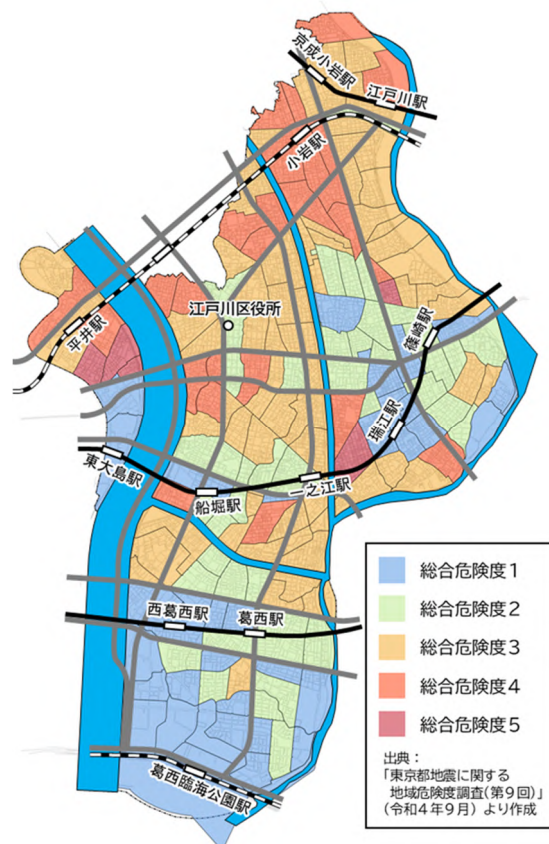 京成小岩駅
江戸川駅
小岩駅
江戸川区役所
平井駅
篠崎駅
瑞江駅
東大島駅
一之江駅
船堀駅
西葛西駅
葛西駅
葛西臨海公園駅
総合危険度1
総合危険度2
総合危険度3
総合危険度4
総合危険度5
出典：
「東京都地震に関する
地域危険度調査(第９回)」
(令和４年９月) より作成